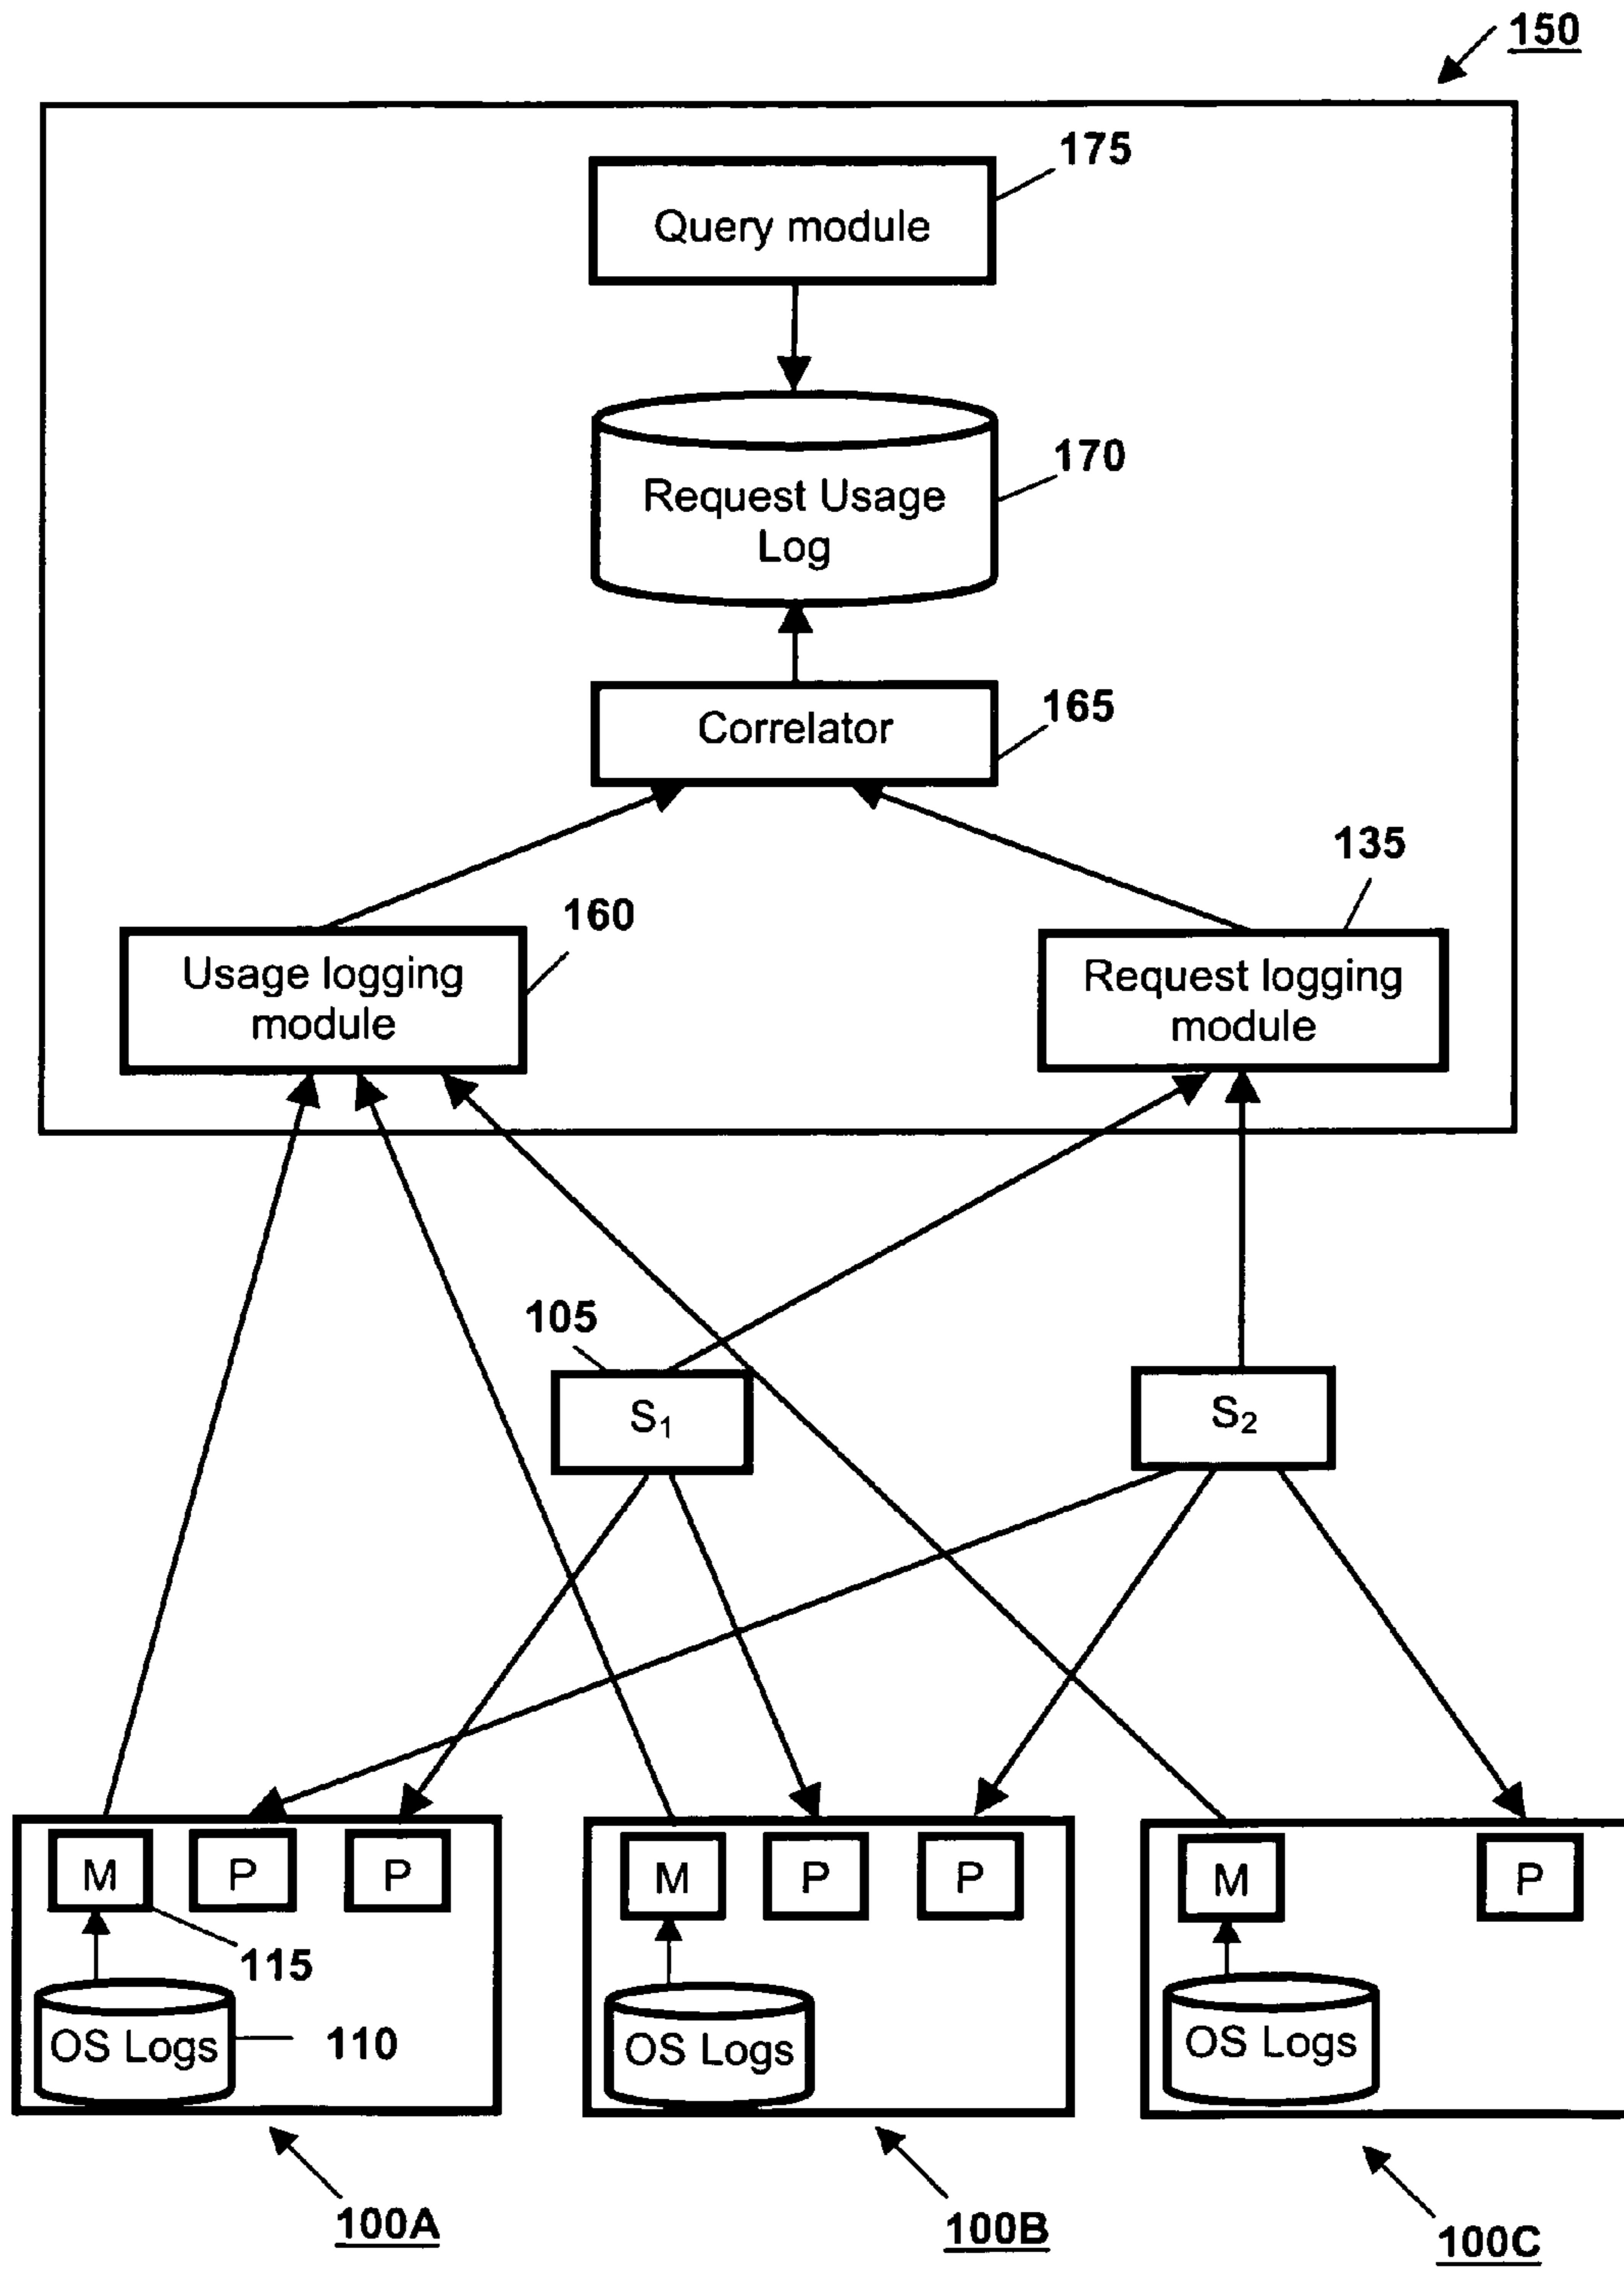 150
175
Query module
170
Request Usage
Log
165
Correlator
135
160
Usage logging
module
Request logging
module
105
S₁
S₂
M P P
M P P
M P
115
OS Logs
110
OS Logs
OS Logs
100A
100B
100C